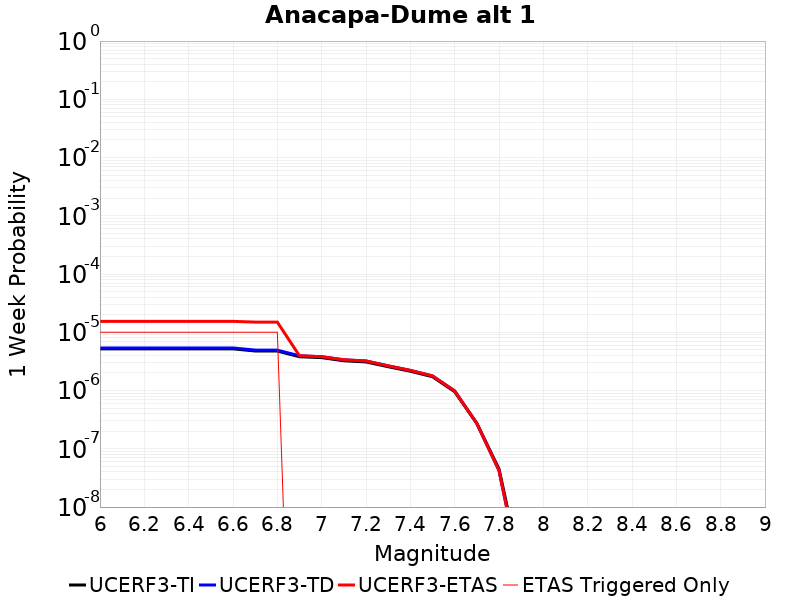 Anacapa-Dume alt 1
10^0
10^-1
10^-2
10^-3
10^-4
10^-5
10^-6
10^-7
10^-8
1 Week Probability
6 6.2 6.4 6.6 6.8 7 7.2 7.4 7.6 7.8 8 8.2 8.4 8.6 8.8 9
Magnitude
UCERF3-TI UCERF3-TD UCERF3-ETAS ETAS Triggered Only